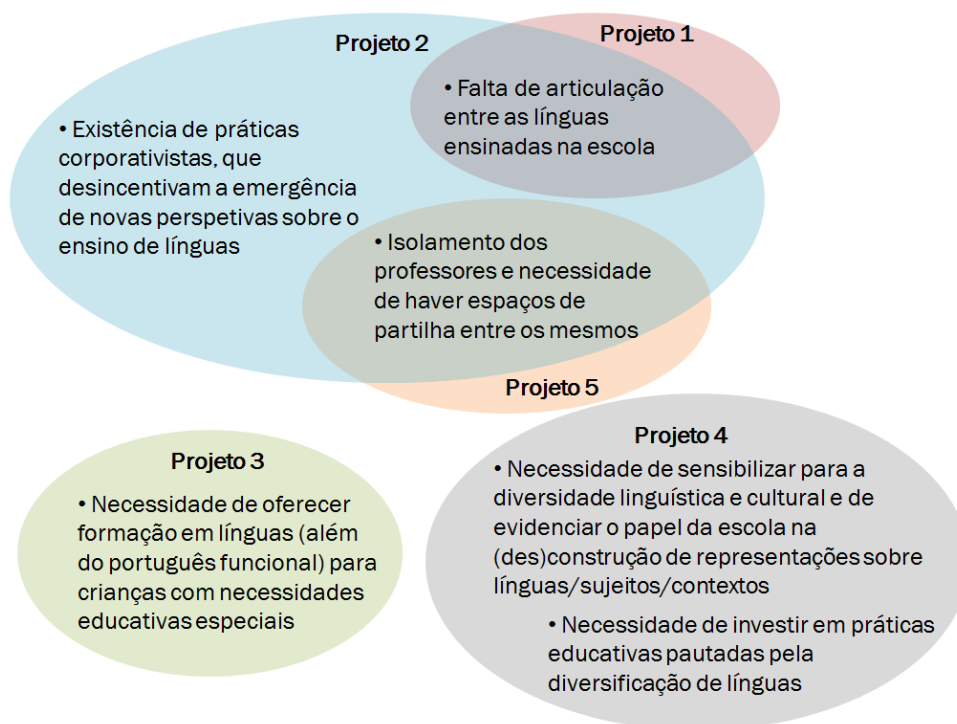 Projeto 1
Projeto 2
• Falta de articulação
entre as línguas
ensinadas na escola
• Existência de práticas
corporativistas, que
desincentivam a emergência
de novas perspetivas sobre o
ensino de línguas
• Isolamento dos
professores e necessidade
de haver espaços de
partilha entre os mesmos
Projeto 5
Projeto 3
• Necessidade de oferecer
formação em línguas (além
do português funcional) para
crianças com necessidades
educativas especiais
Projeto 4
• Necessidade de sensibilizar para a
diversidade linguística e cultural e de
evidenciar o papel da escola na
(des)construção de representações sobre
línguas/sujeitos/contextos
• Necessidade de investir em práticas
educativas pautadas pela
diversificação de línguas